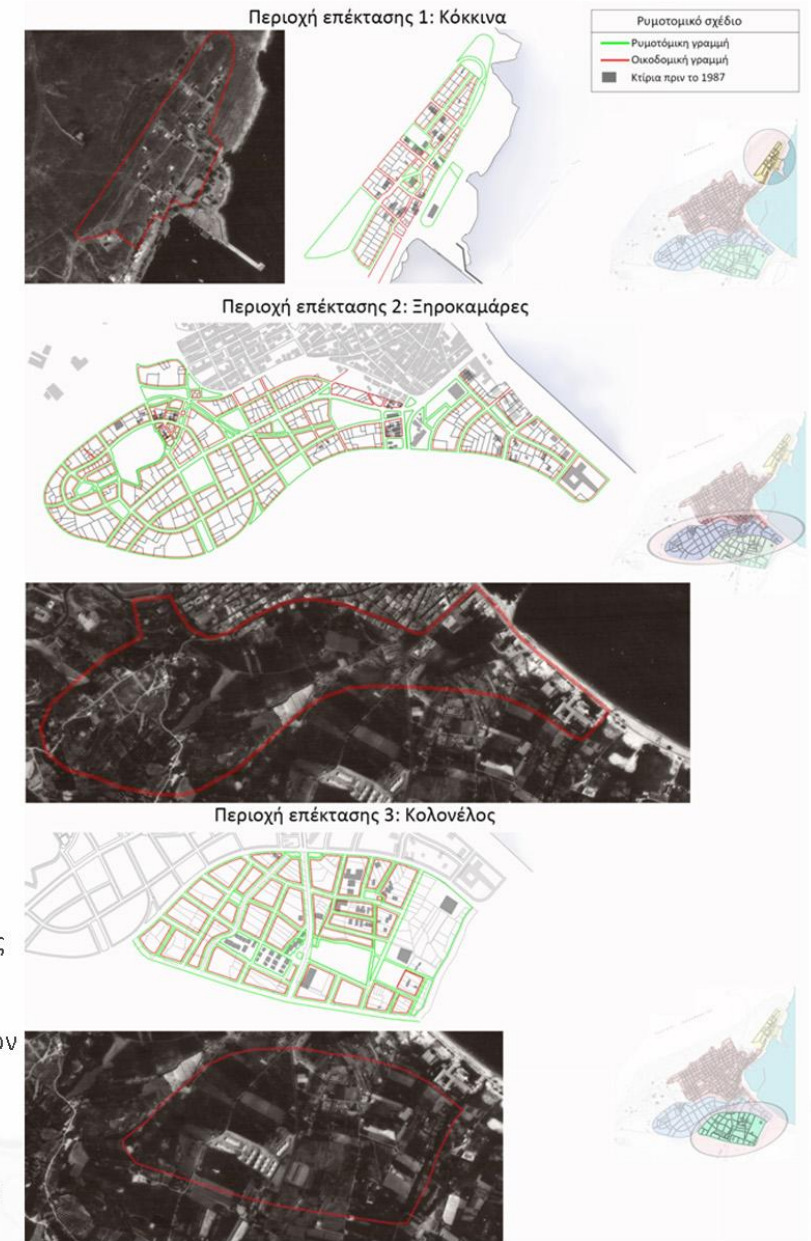 Περιοχή επέκτασης 1: Κόκκινα
Ρυμοτομικό σχέδιο
Ρυμοτόμικη γραμμή
Οικοδομική γραμμή
Κτίρια πριν το 1987
Περιοχή επέκτασης 2: Ξηροκαμάρες
Περιοχή επέκτασης 3: Κολονέλος
ς
ον